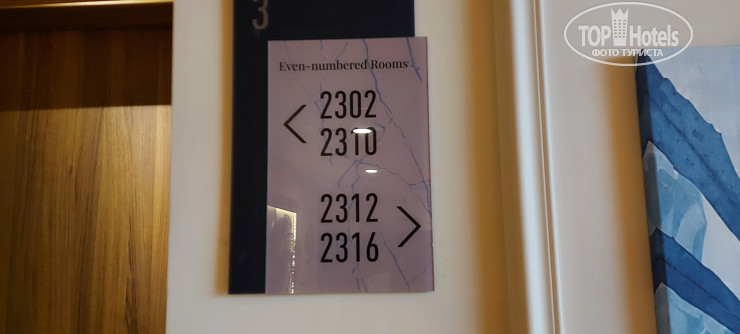 3
Even-numbered Rooms
2302
2310
2312
2316
TOP Hotels
ФОТО ТУРИСТА